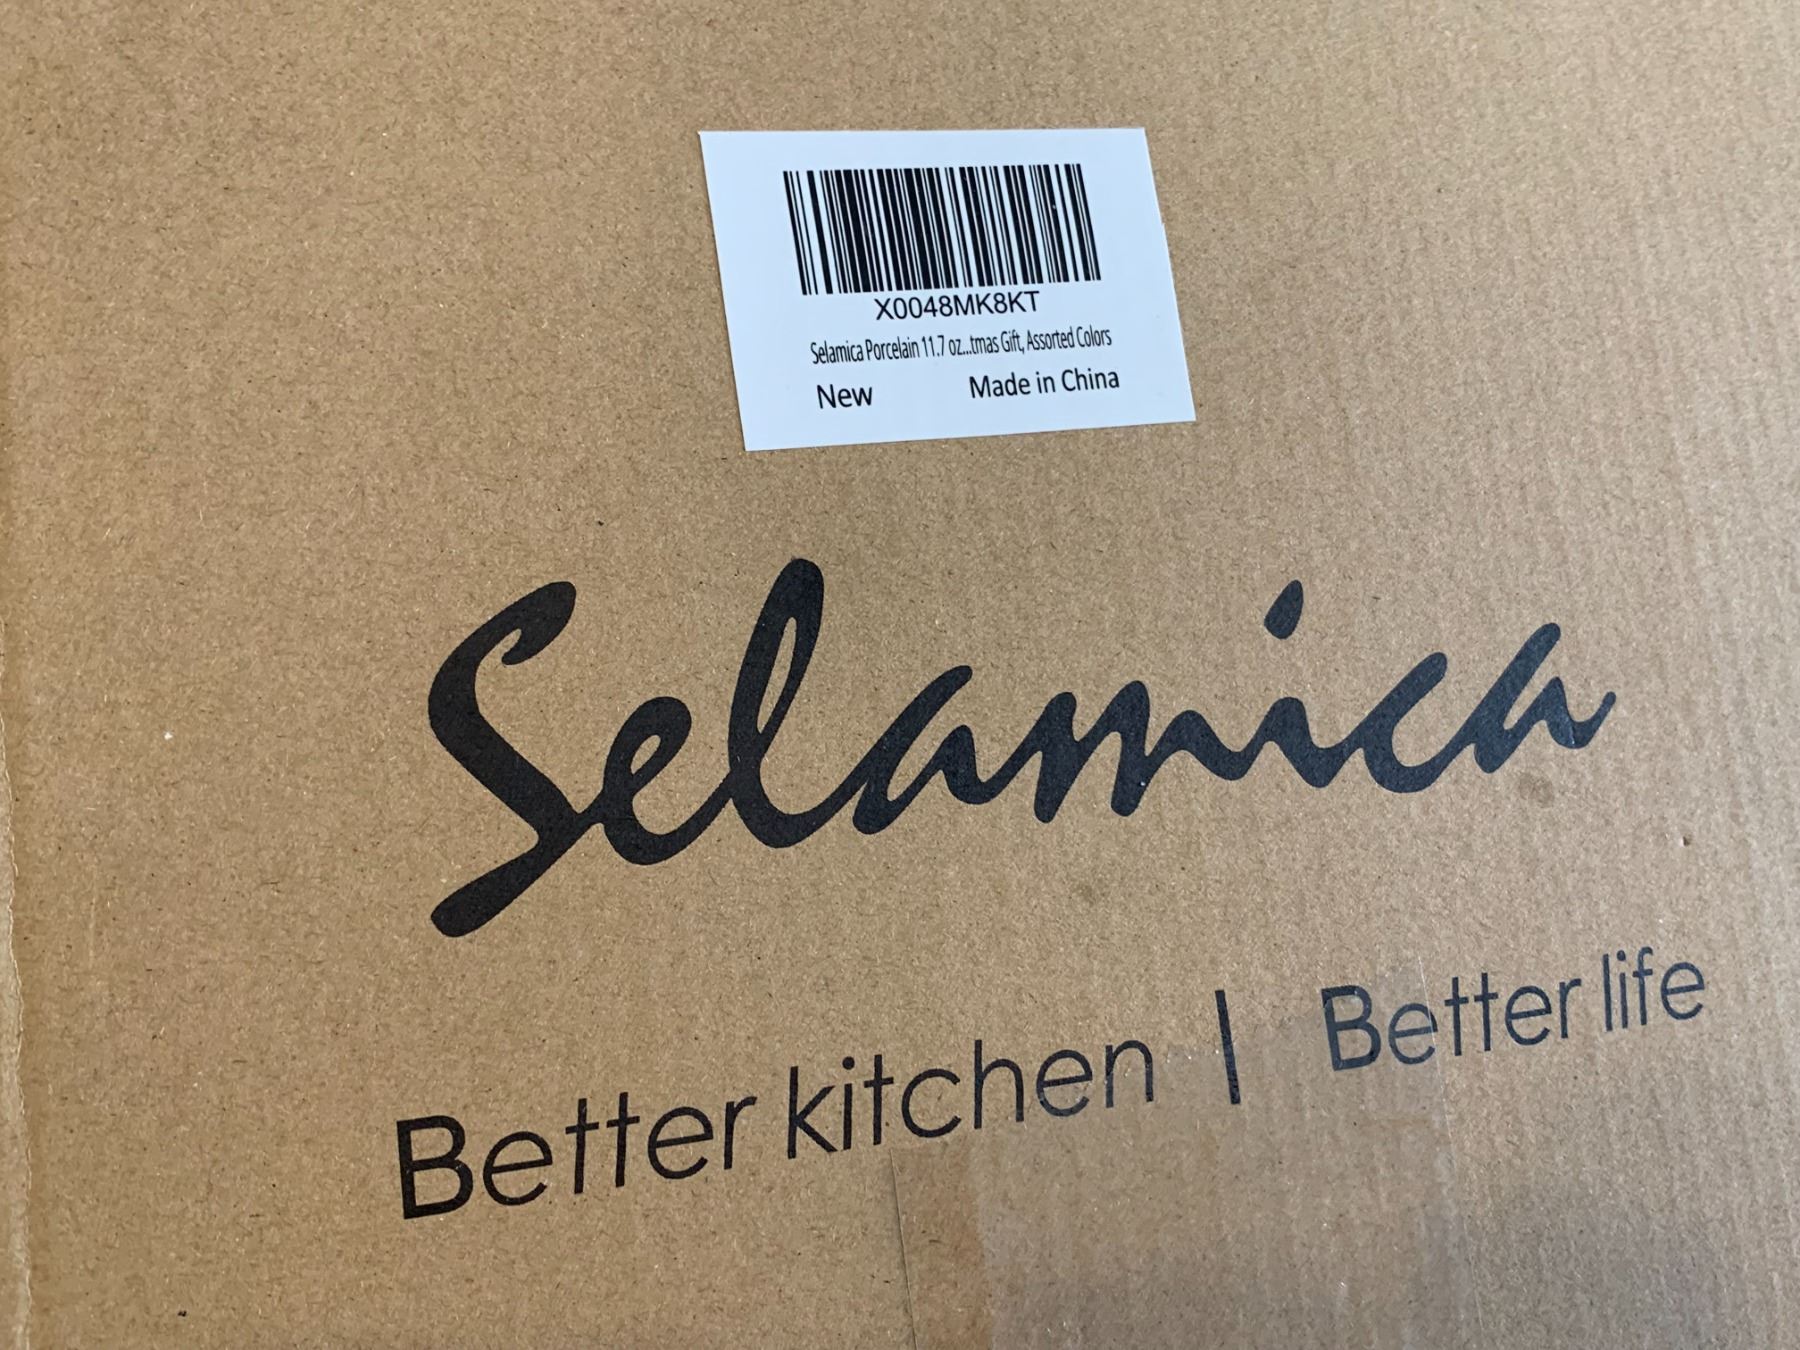 X0048MK8KT
Selamica Porcelain 11.7 oz...tmas Gift, Assorted Colors
New Made in China
Selamica
Better kitchen | Better life